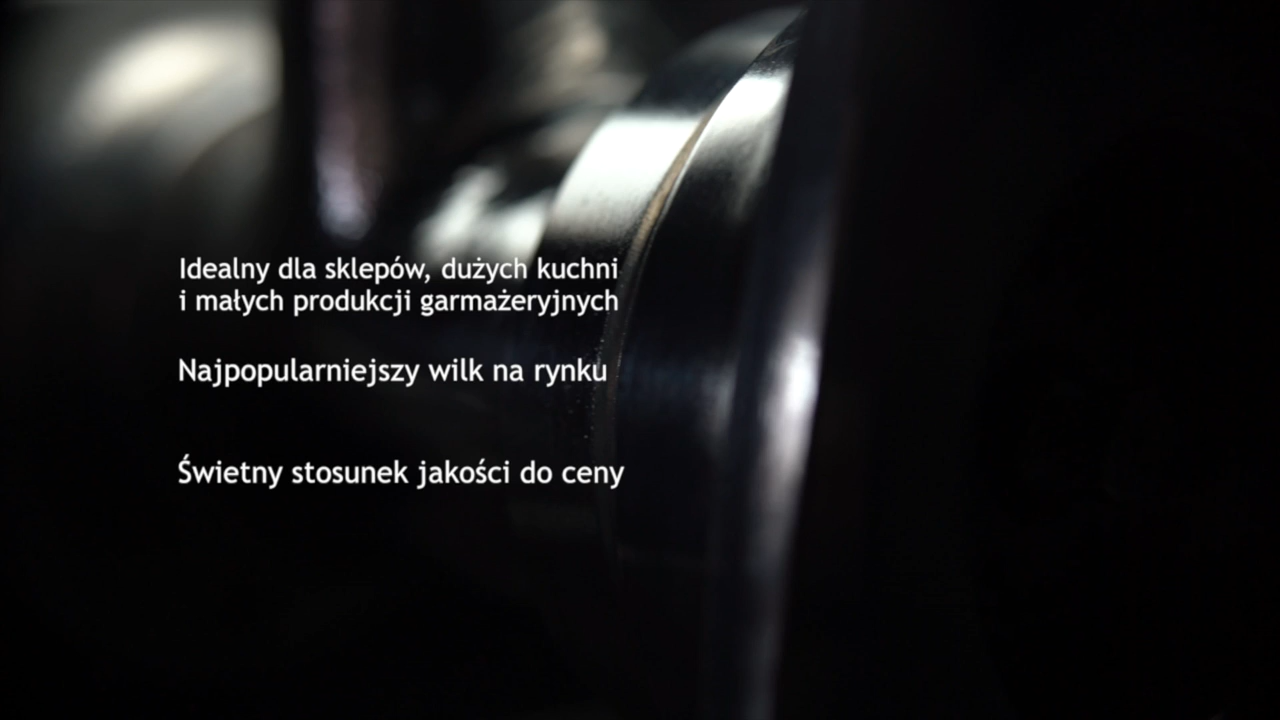 Idealny dla sklepów, dużych kuchni
i małych produkcji garmażeryjnych
Najpopularniejszy wilk na rynku
Świetny stosunek jakości do ceny